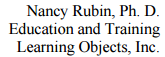 Nancy Rubin, Ph. D.
Education and Training
Learning Objects, Inc.